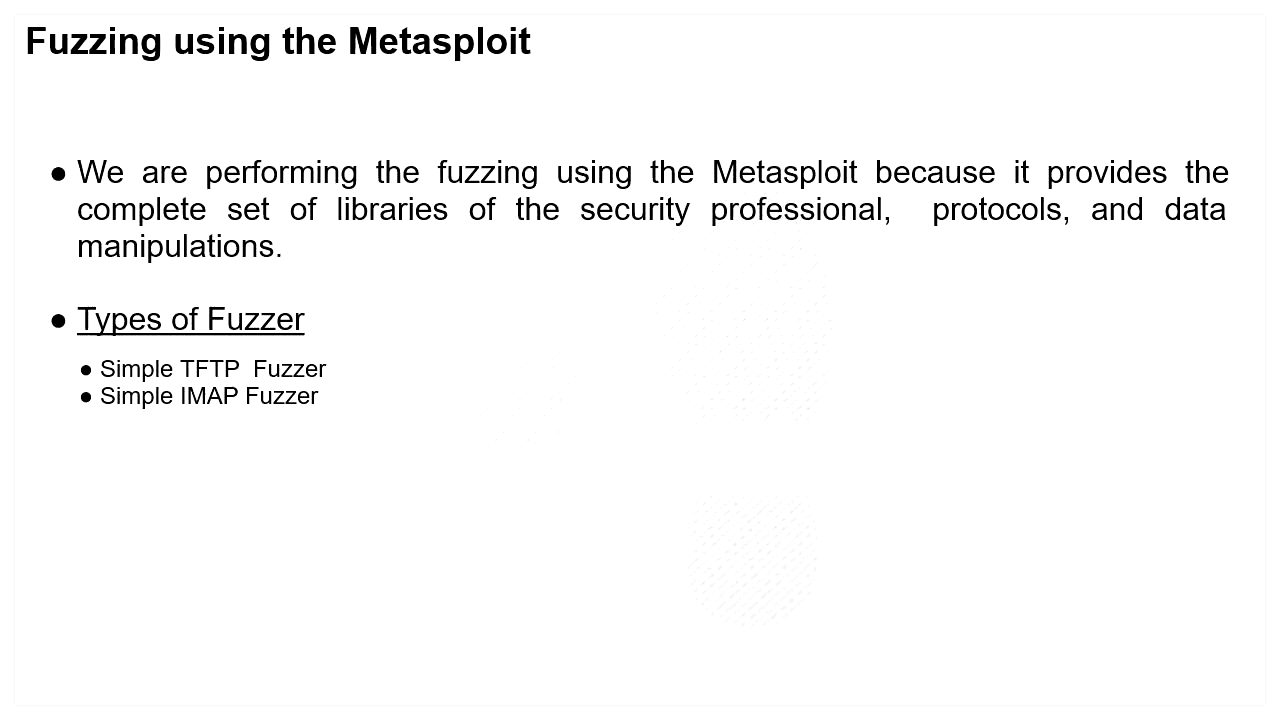 Fuzzing using the Metasploit
● We are performing the fuzzing using the Metasploit because it provides the
complete set of libraries of the security professional,  protocols, and data
manipulations.
● Types of Fuzzer
● Simple TFTP  Fuzzer
● Simple IMAP Fuzzer